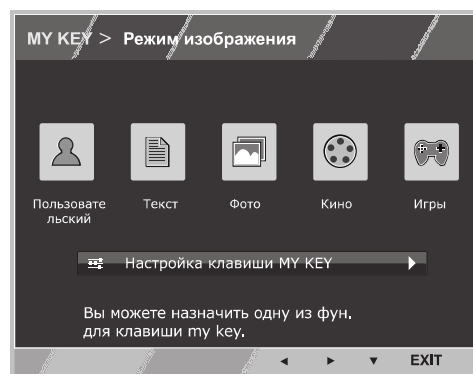 MY KEY > Режим изображения
Пользовате
льский
Текст
Фото
Кино
Игры
Настройка клавиши MY KEY
Вы можете назначить одну из фун.
для клавиши my key.
EXIT